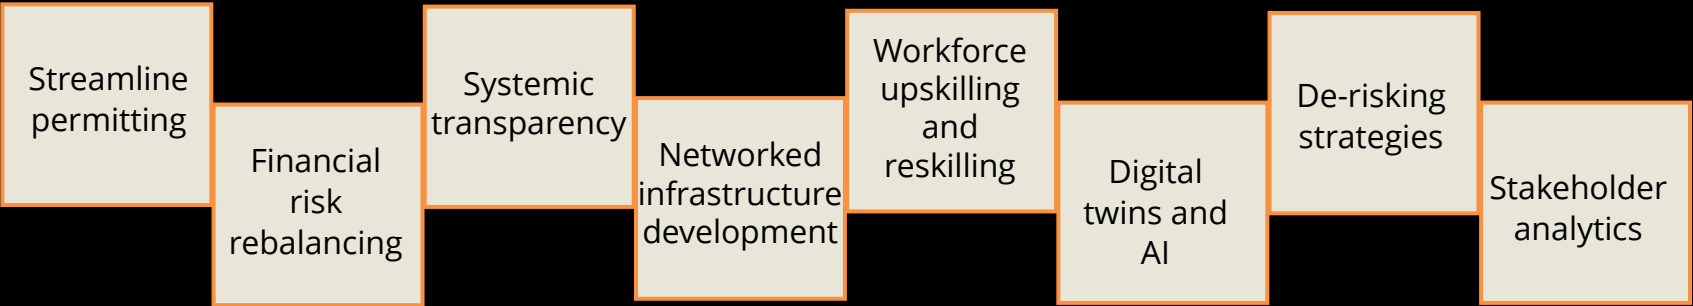 Streamline
permitting
Financial
risk
rebalancing
Systemic
transparency
Networked
infrastructure
development
Workforce
upskilling
and
reskilling
Digital
twins and
AI
De-risking
strategies
Stakeholder
analytics